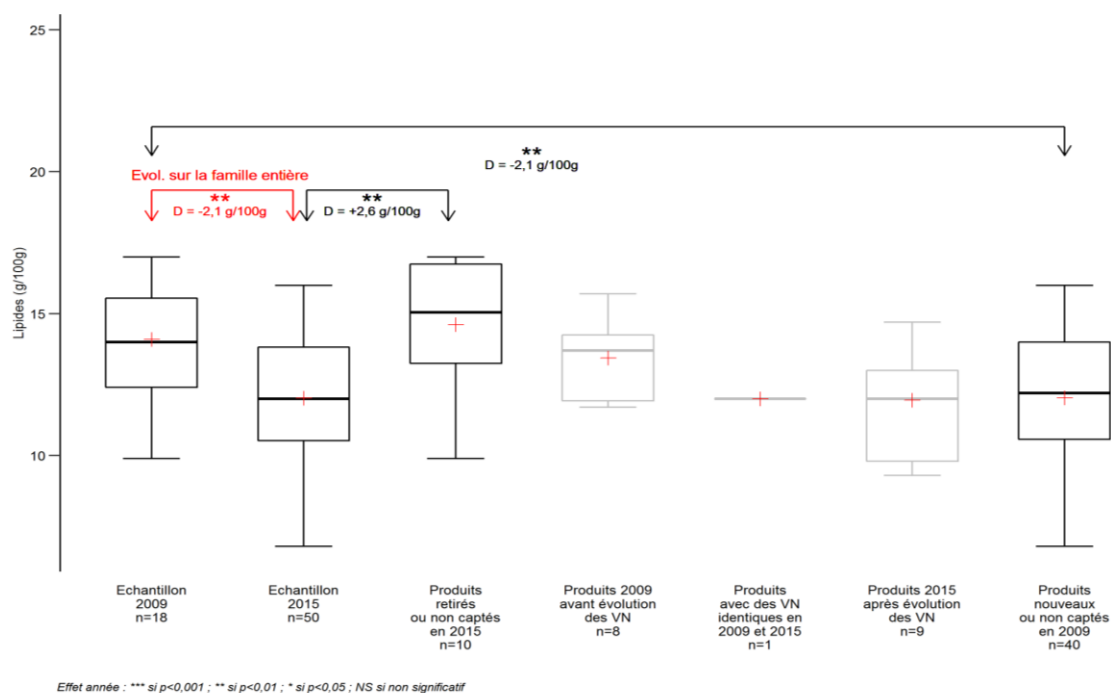 25
20
15
10
Lipides (g/100g)
**
D = -2,1 g/100g
Evol. sur la famille entière
**
D = -2,1 g/100g
**
D = +2,6 g/100g
Echantillon
2009
n=18
Echantillon
2015
n=50
Produits
retirés
ou non captés
en 2015
n=10
Produits 2009
avant évolution
des VN
n=8
Produits
avec des VN
identiques en
2009 et 2015
n=1
Produits 2015
après évolution
des VN
n=9
Produits
nouveaux
ou non captés
en 2009
n=40
Effet année : *** si p<0,001 ; ** si p<0,01 ; * si p<0,05 ; NS si non significatif